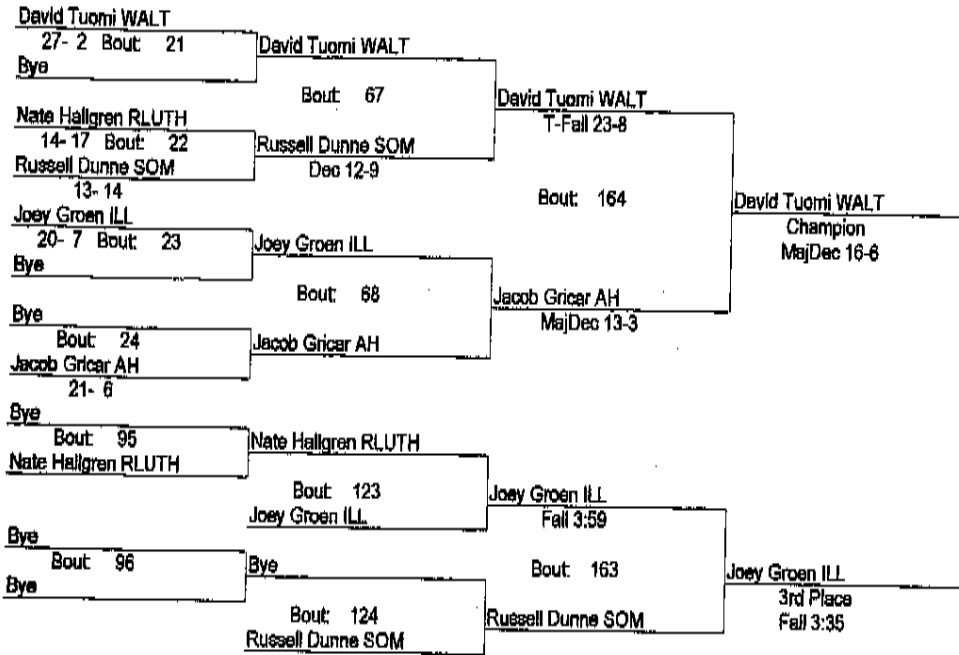 David Tuomi WALT
27- 2 Bout: 21
Bye
David Tuomi WALT
Bout: 67
Nate Hallgren RLUTH
14- 17 Bout: 22
Russell Dunne SOM
13- 14
Russell Dunne SOM
Dec 12-9
David Tuomi WALT
T-Fall 23-8
Bout: 164
Joey Groen ILL
20- 7 Bout: 23
Bye
Joey Groen ILL
Bout: 68
Bye
Bout: 24
Jacob Gricar AH
21- 6
Jacob Gricar AH
Jacob Gricar AH
MajDec 13-3
David Tuomi WALT
Champion
MajDec 16-6
Bye
Bout: 95
Nate Hallgren RLUTH
Nate Hallgren RLUTH
Bout: 123
Joey Groen ILL
Joey Groen ILL
Fall 3:59
Bout: 163
Bye
Bout: 96
Bye
Bye
Bout: 124
Russell Dunne SOM
Russell Dunne SOM
Joey Groen ILL
3rd Place
Fall 3:35